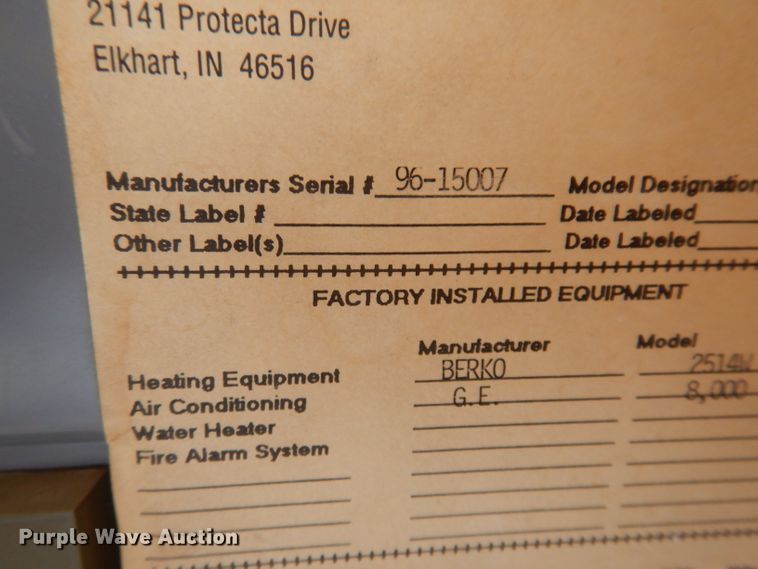 21141 Protecta Drive
Elkhart, IN 46516
Manufacturers Serial # 96-15007 Model Designation
State Label # Date Labeled
Other Label(s) Date Labeled
FACTORY INSTALLED EQUIPMENT
Manufacturer Model
Heating Equipment BERKO 2514W
Air Conditioning G.E. 8,000
Water Heater
Fire Alarm System
Purple Wave Auction